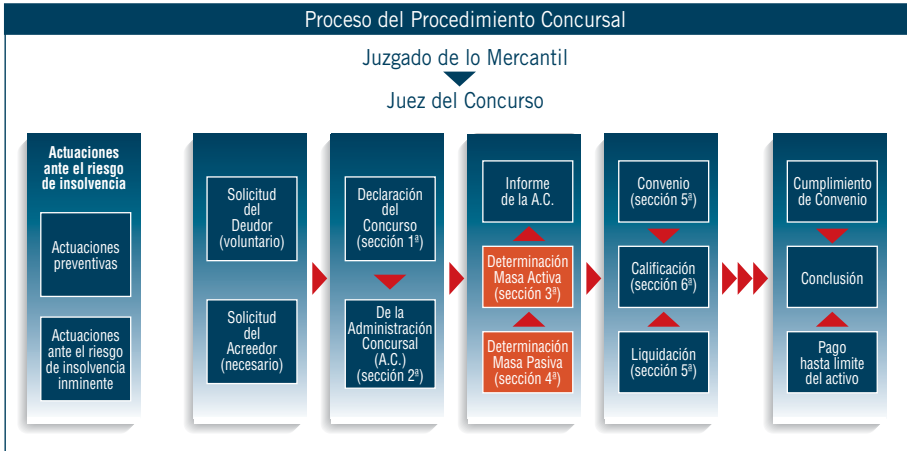 Proceso del Procedimiento Concursal
Juzgado de lo Mercantil
Juez del Concurso
Actuaciones
ante el riesgo
de insolvencia
Actuaciones
preventivas
Actuaciones
ante el riesgo
de insolvencia
inminente
Solicitud
del
Deudor
(voluntario)
Solicitud
del
Acreedor
(necesario)
Declaración
del
Concurso
(sección 1ª)
De la
Administración
Concursal
(A.C.)
(sección 2ª)
Informe
de la A.C.
Determinación
Masa Activa
(sección 3ª)
Determinación
Masa Pasiva
(sección 4ª)
Convenio
(sección 5ª)
Calificación
(sección 6ª)
Liquidación
(sección 5ª)
Cumplimiento
de Convenio
Conclusión
Pago
hasta limite
del activo